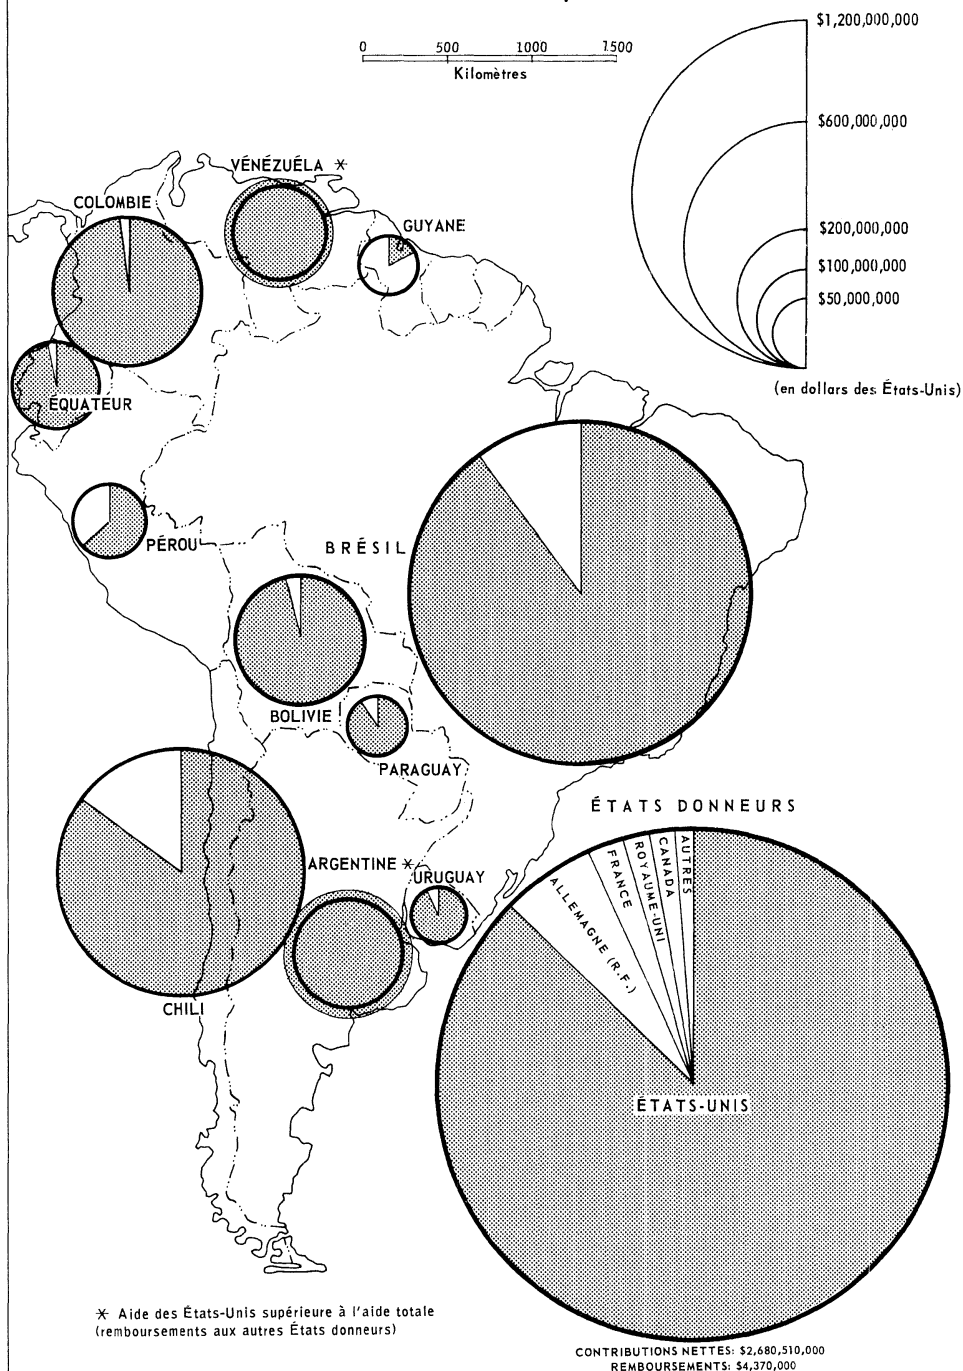 0 500 1000 1500
Kilomètres
$1,200,000,000
$600,000,000
$200,000,000
$100,000,000
$50,000,000
(en dollars des États-Unis)
VÉNÉZUÉLA *
COLOMBIE
GUYANE
ÉQUATEUR
PÉROU
BRÉSIL
BOLIVIE
PARAGUAY
ÉTATS DONNEURS
ARGENTINE *
URUGUAY
CHILI
ALLEMAGNE (R.F.)
FRANCE
ROYAUME-UNI
CANADA
AUTRES
ÉTATS-UNIS
* Aide des États-Unis supérieure à l'aide totale
(remboursements aux autres États donneurs)
CONTRIBUTIONS NETTES: $2,680,510,000
REMBOURSEMENTS: $4,370,000